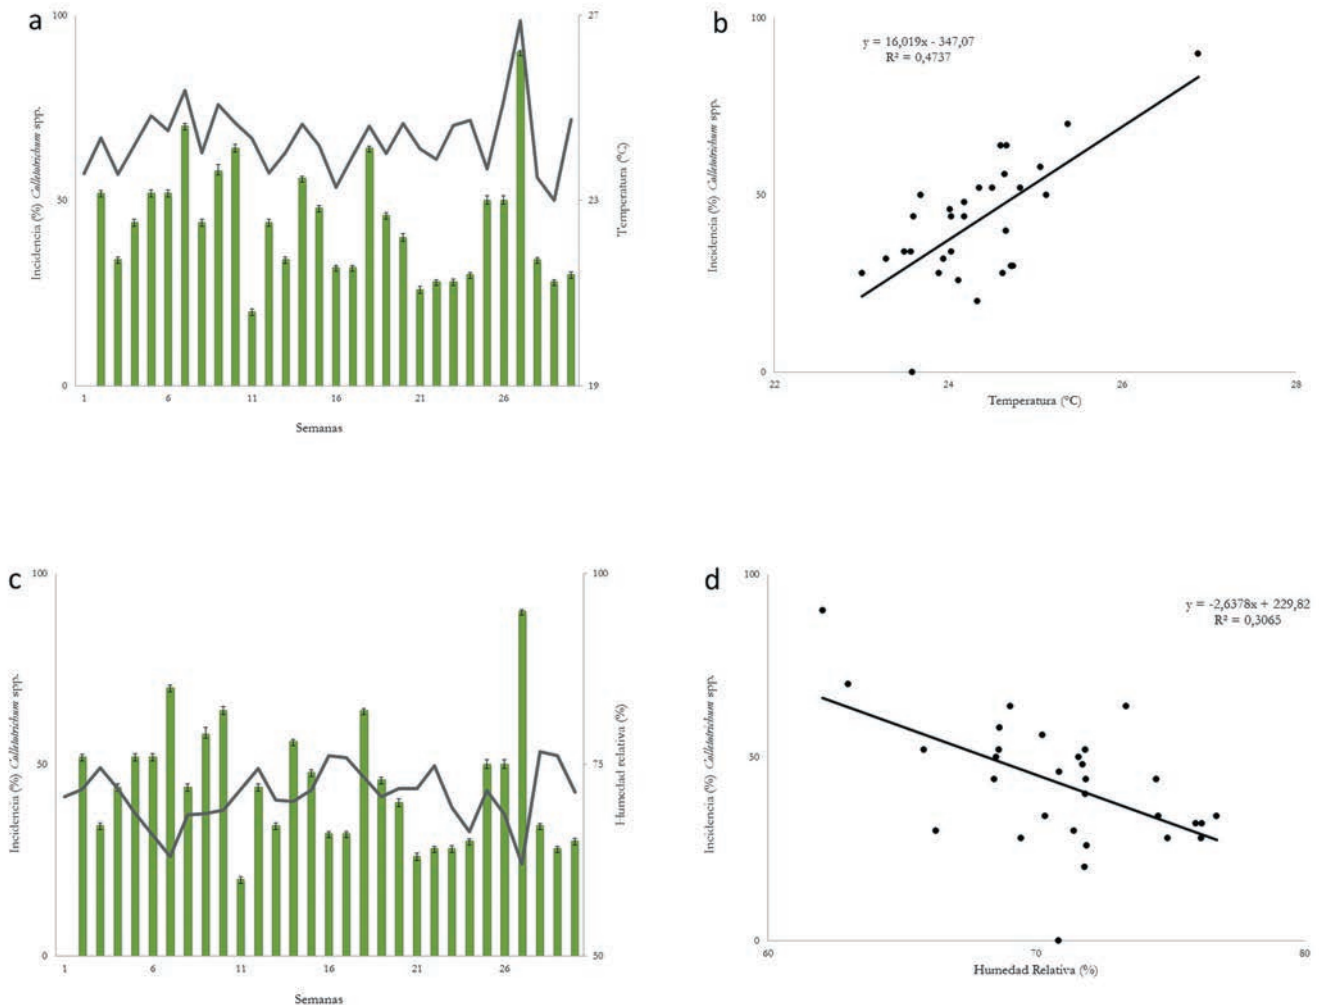 a
100
50
0
Incidencia (%) Colletotrichum spp.
27
23
19
Temperatura (°C)
1 6 11 16 21 26
Semanas
b
y = 16,019x - 347,07
R² = 0,4737
100
50
0
Incidencia (%) Colletotrichum spp.
22 24 26 28
Temperatura (°C)
c
100
50
0
Incidencia (%) Colletotrichum spp.
100
75
50
Humedad relativa (%)
1 6 11 16 21 26
Semanas
d
y = -2,6378x + 229,82
R² = 0,3065
100
50
0
Incidencia (%) Colletotrichum spp.
60 70 80
Humedad Relativa (%)